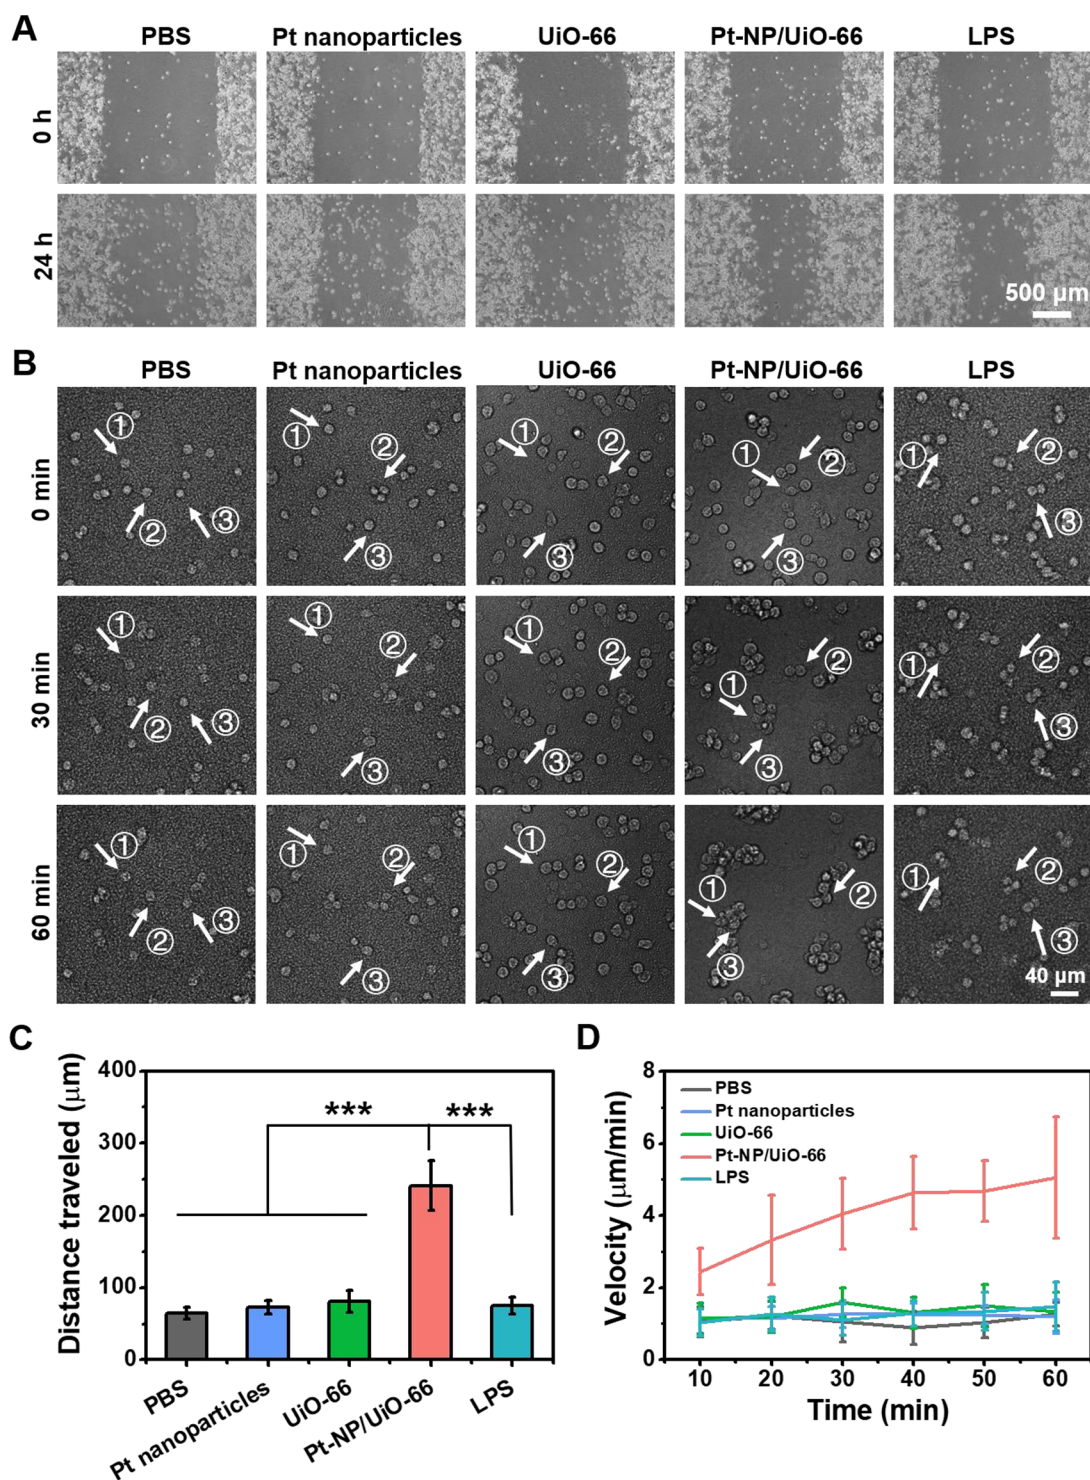 A
PBS Pt nanoparticles UiO-66 Pt-NP/UiO-66 LPS
0 h
24 h
500 μm
B
PBS Pt nanoparticles UiO-66 Pt-NP/UiO-66 LPS
0 min
① ② ③ ① ② ③ ① ② ③ ① ② ③ ① ② ③
30 min
① ② ③ ① ② ③ ① ② ③ ① ② ③ ① ② ③
60 min
① ② ③ ① ② ③ ① ② ③ ① ② ③ ① ② ③
40 μm
C
Distance traveled (μm)
400
300
200
100
0
*** ***
PBS
Pt nanoparticles
UiO-66
Pt-NP/UiO-66
LPS
D
Velocity (μm/min)
8
6
4
2
0
PBS
Pt nanoparticles
UiO-66
Pt-NP/UiO-66
LPS
10 20 30 40 50 60
Time (min)